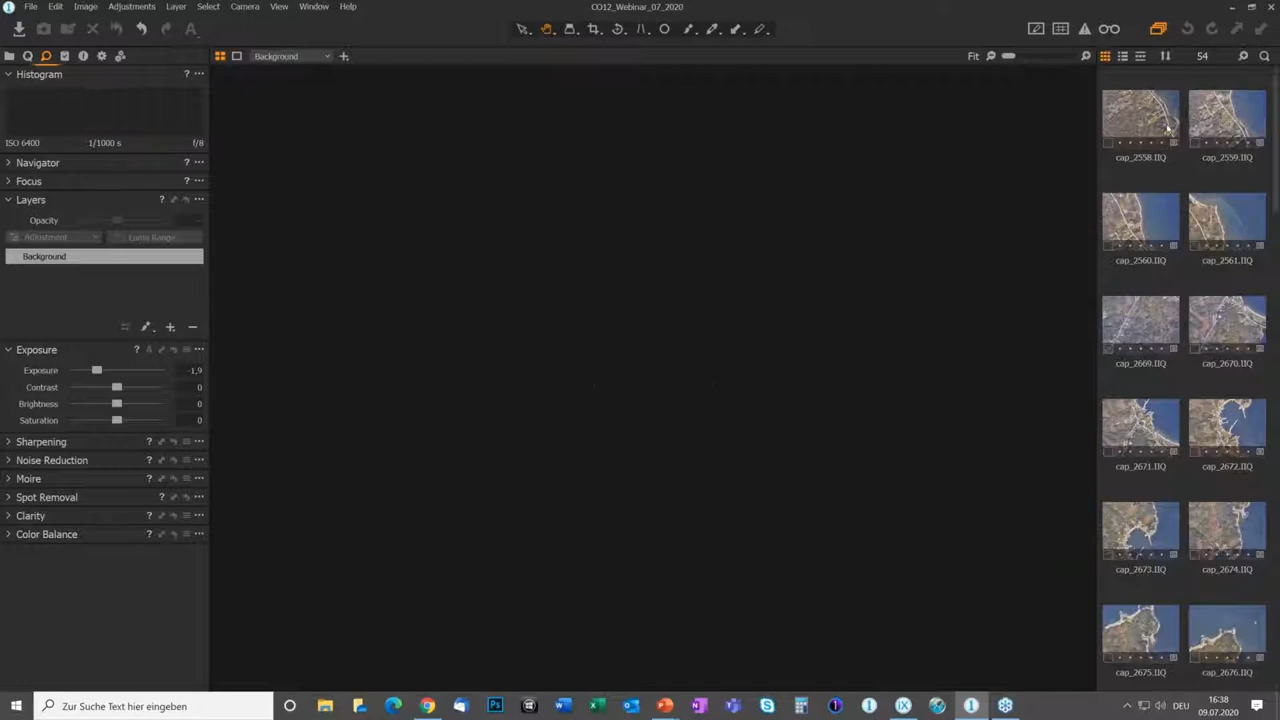 File Edit Image Adjustments Layer Select Camera View Window Help
CO12_Webinar_07_2020
Background
Fit
54
Histogram
ISO 6400 1/1000 s f/8
Navigator
Focus
Layers
Opacity
Adjustment Luma Range...
Background
Exposure
Exposure -1,9
Contrast 0
Brightness 0
Saturation 0
Sharpening
Noise Reduction
Moire
Spot Removal
Clarity
Color Balance
cap_2558.IIQ cap_2559.IIQ
cap_2560.IIQ cap_2561.IIQ
cap_2669.IIQ cap_2670.IIQ
cap_2671.IIQ cap_2672.IIQ
cap_2673.IIQ cap_2674.IIQ
cap_2675.IIQ cap_2676.IIQ
Zur Suche Text hier eingeben
DEU
16:38
09.07.2020